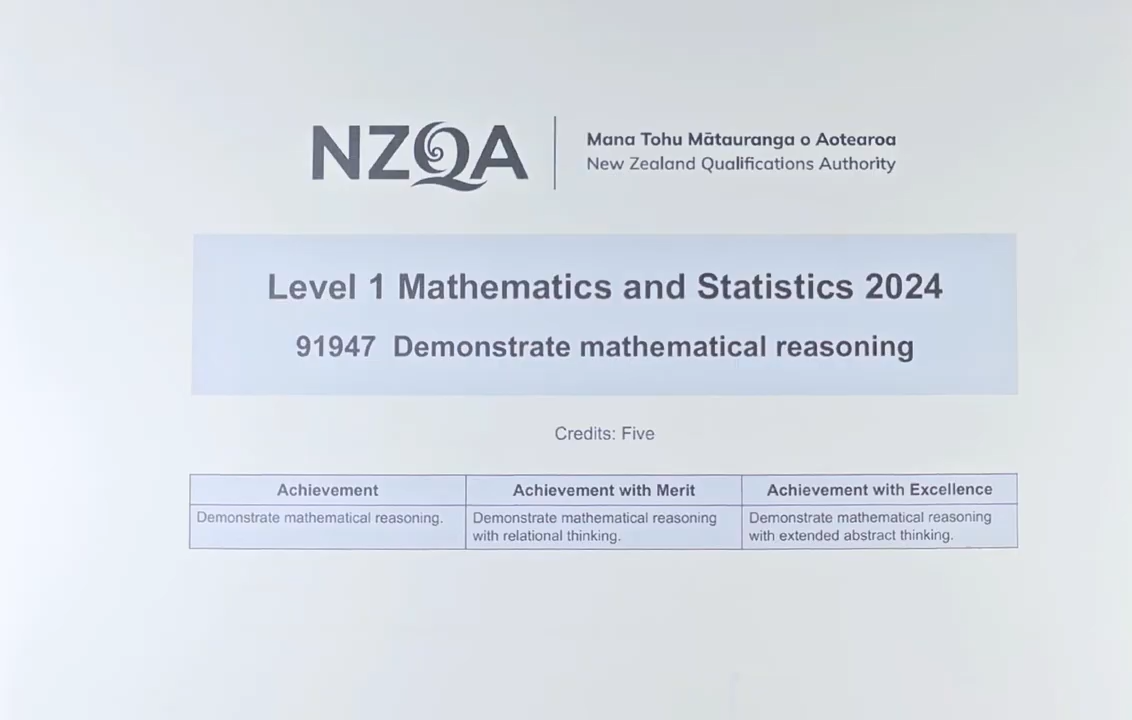 NZQA
Mana Tohu Mātauranga o Aotearoa
New Zealand Qualifications Authority
Level 1 Mathematics and Statistics 2024
91947 Demonstrate mathematical reasoning
Credits: Five
Achievement
Achievement with Merit
Achievement with Excellence
Demonstrate mathematical reasoning.
Demonstrate mathematical reasoning
with relational thinking.
Demonstrate mathematical reasoning
with extended abstract thinking.